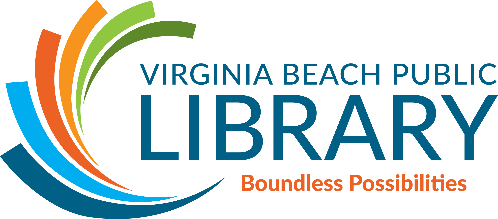 VIRGINIA BEACH PUBLIC
LIBRARY
Boundless Possibilities